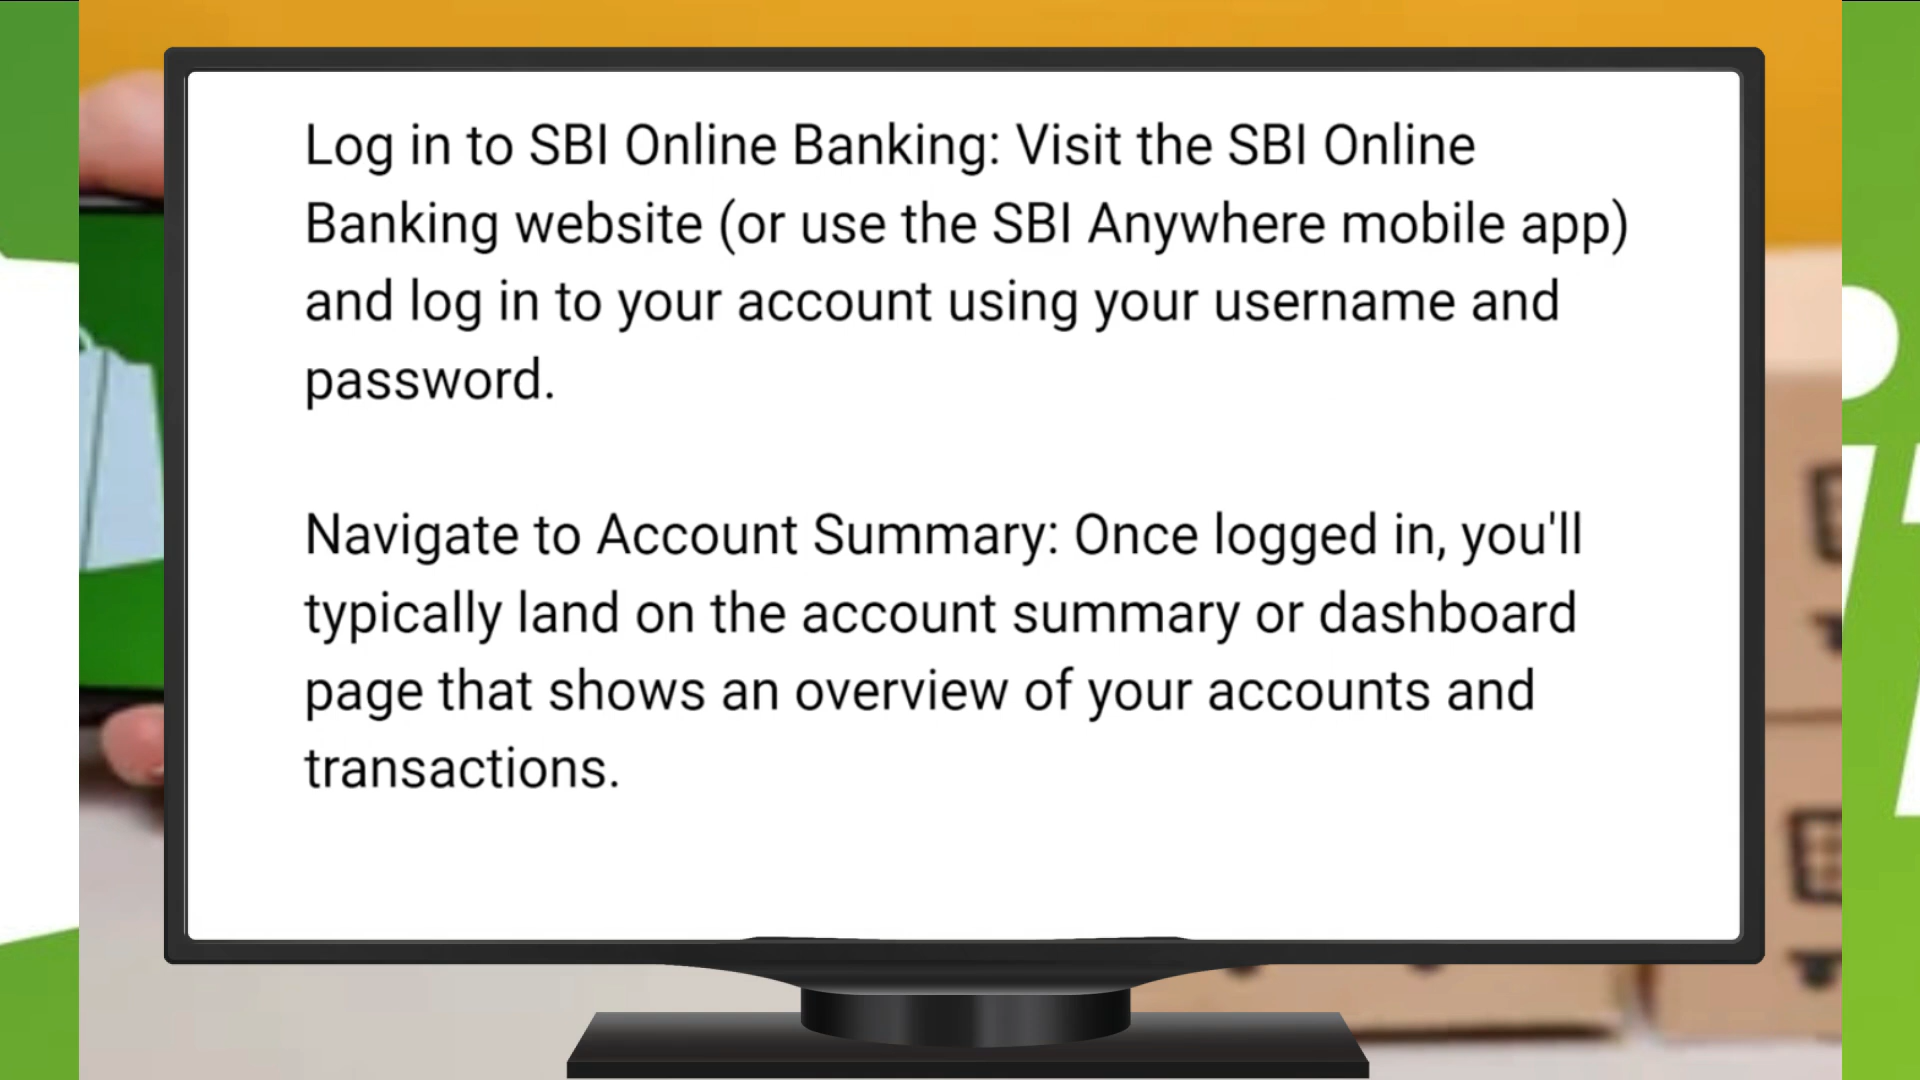 Log in to SBI Online Banking: Visit the SBI Online
Banking website (or use the SBI Anywhere mobile app)
and log in to your account using your username and
password.
Navigate to Account Summary: Once logged in, you'll
typically land on the account summary or dashboard
page that shows an overview of your accounts and
transactions.